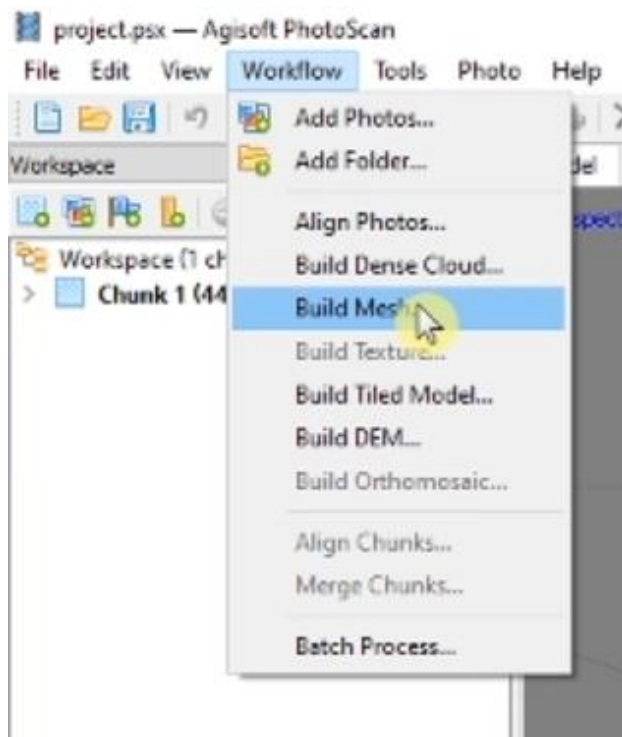 project.psx — Agisoft PhotoScan
File Edit View Workflow Tools Photo Help
Add Photos...
Workspace
Add Folder...
Align Photos...
Workspace (1 ch
Build Dense Cloud...
Chunk 1 (44
Build Mesh...
Build Texture...
Build Tiled Model...
Build DEM...
Build Orthomosaic...
Align Chunks...
Merge Chunks...
Batch Process...